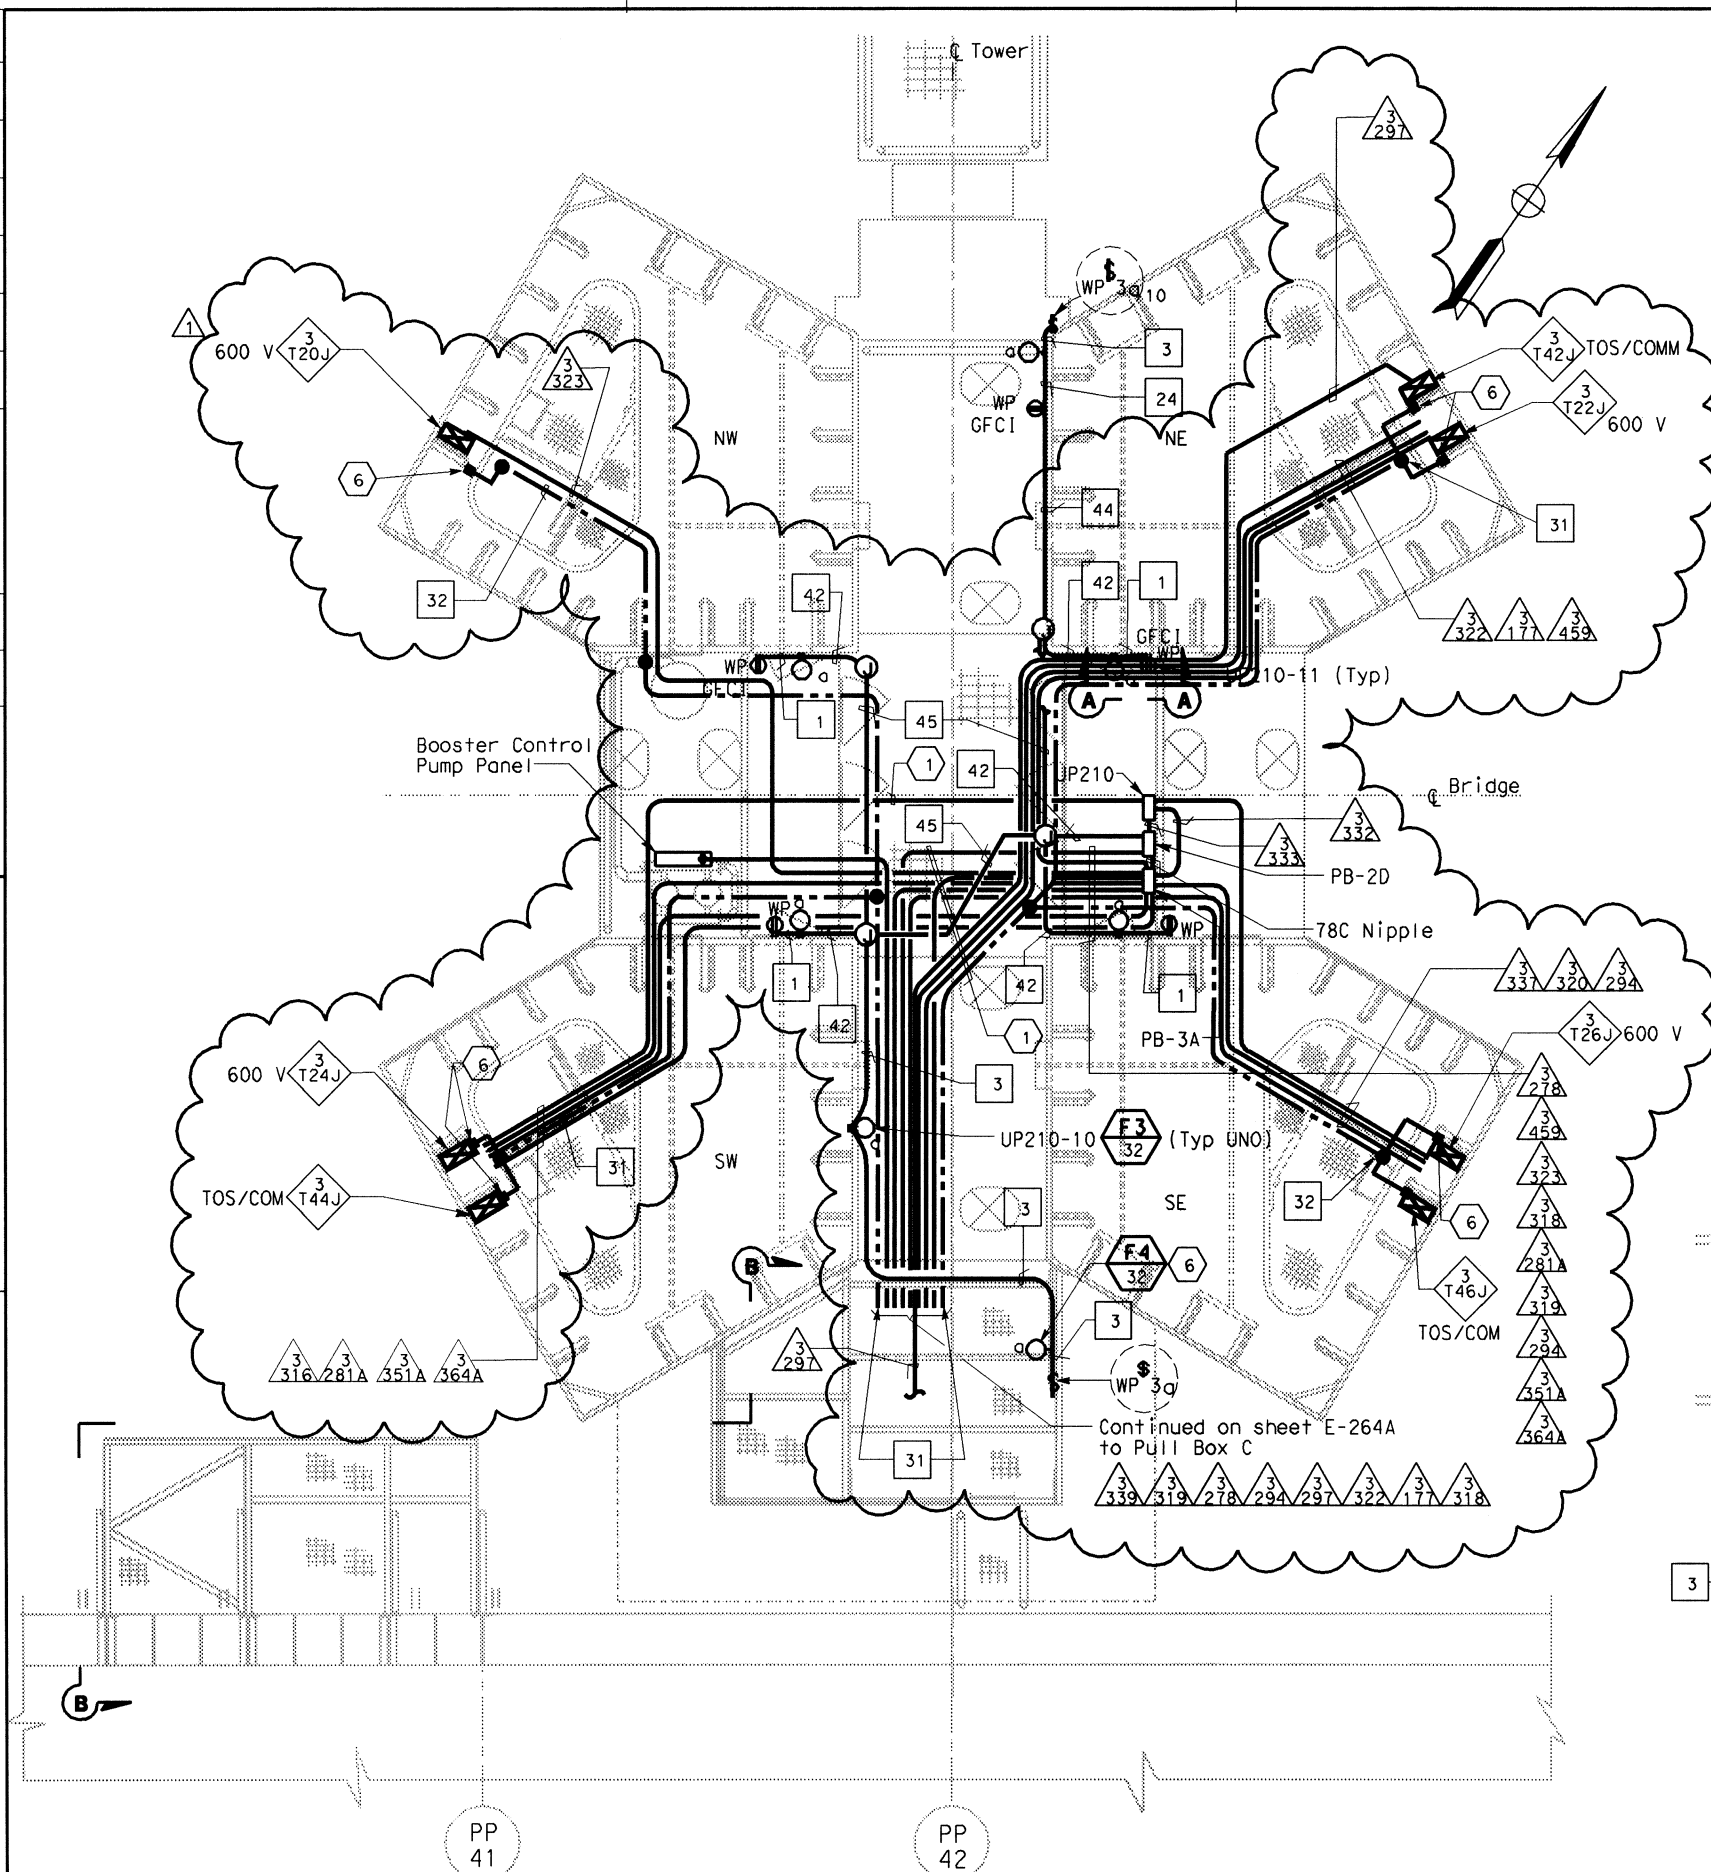 ℄ Tower
3
297
$
WP 3a
10
1
600 V
3
T20J
3
323
3
3
T42J
TOS/COMM
24
WP
GFCI
6
3
T22J
600 V
NW
NE
6
44
31
32
42
42
1
3
322
3
177
3
459
GFCI
WP
WP
GFCI
a
210-11 (Typ)
A
A
1
45
Booster Control
Pump Panel
1
42
UP210
℄ Bridge
45
3
332
3
333
PB-2D
WP
a
a
WP
78C Nipple
1
42
42
1
3
337
3
320
3
294
1
PB-3A
3
T26J
600 V
600 V
3
T24J
6
3
3
278
3
459
UP210-10
F3
32
(Typ UNO)
a
SW
31
3
323
TOS/COM
3
T44J
3
SE
32
6
3
318
B
F4
32
6
3
281A
3
T46J
TOS/COM
3
319
3
316
3
281A
3
351A
3
364A
3
297
a
3
$
WP 3a
3
294
3
351A
Continued on sheet E-264A
to Pull Box C
3
364A
31
3
339
3
319
3
278
3
294
3
297
3
322
3
177
3
318
3
B
PP
41
PP
42